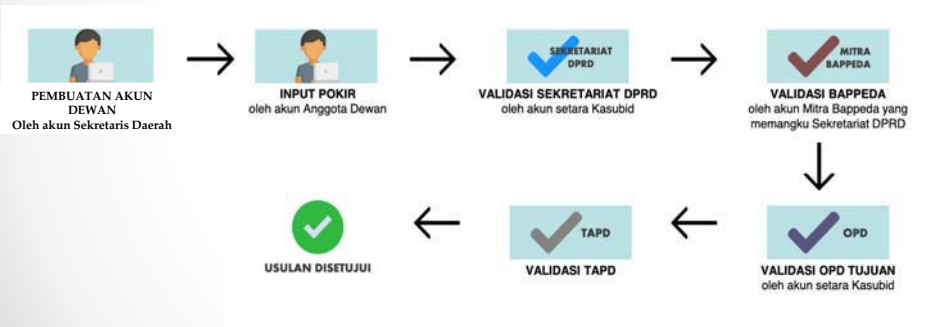 PEMBUATAN AKUN
DEWAN
Oleh akun Sekretaris Daerah
INPUT POKIR
oleh akun Anggota Dewan
SEKRETARIAT
DPRD
VALIDASI SEKRETARIAT DPRD
oleh akun setara Kasubid
MITRA
BAPPEDA
VALIDASI BAPPEDA
oleh akun Mitra Bappeda yang
memangku Sekretariat DPRD
OPD
VALIDASI OPD TUJUAN
oleh akun setara Kasubid
TAPD
VALIDASI TAPD
USULAN DISETUJUI